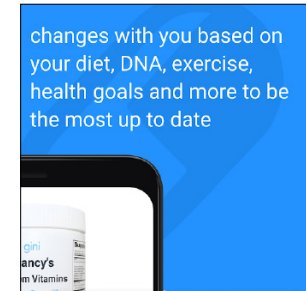 changes with you based on
your diet, DNA, exercise,
health goals and more to be
the most up to date
gini
ancy's
m Vitamins